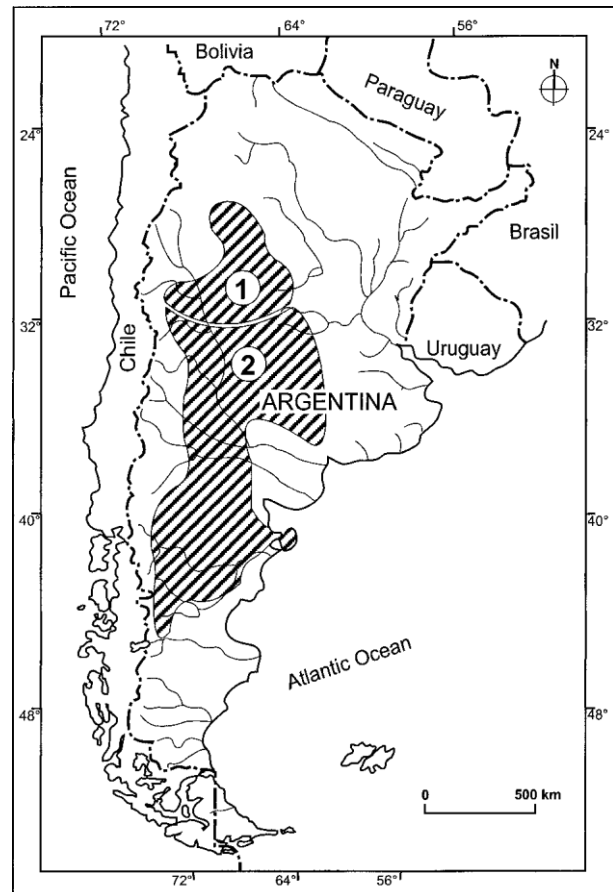 72° 64° 56°
Bolivia
Paraguay
N
24° 24°
Pacific Ocean
Brasil
1
32° 32°
Chile
Uruguay
2
ARGENTINA
40° 40°
Atlantic Ocean
48° 48°
0 500 km
72° 64° 56°